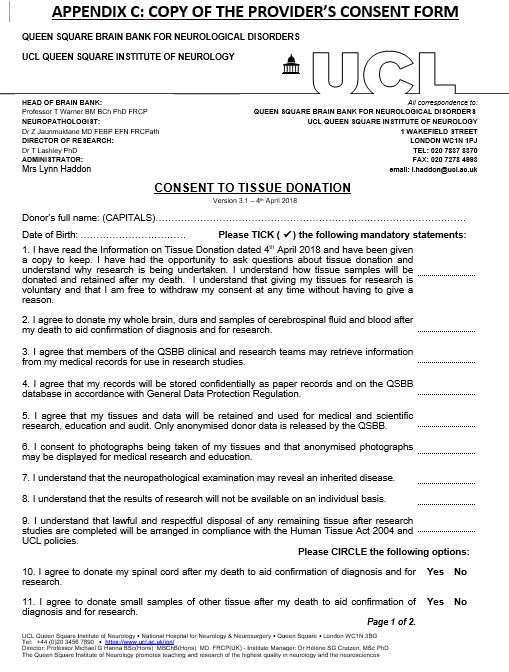 APPENDIX C: COPY OF THE PROVIDER'S CONSENT FORM
QUEEN SQUARE BRAIN BANK FOR NEUROLOGICAL DISORDERS
UCL QUEEN SQUARE INSTITUTE OF NEUROLOGY
UCL
HEAD OF BRAIN BANK:
Professor T Warner BM BCh PhD FRCP
NEUROPATHOLOGIST:
Dr Z Jaunmuktane MD FEBP EFN FRCPath
DIRECTOR OF RESEARCH:
Dr T Lashley PhD
ADMINISTRATOR:
Mrs Lynn Haddon
All correspondence to:
QUEEN SQUARE BRAIN BANK FOR NEUROLOGICAL DISORDERS
UCL QUEEN SQUARE INSTITUTE OF NEUROLOGY
1 WAKEFIELD STREET
LONDON WC1N 1PJ
TEL: 020 7837 8370
FAX: 020 7278 4993
email: l.haddon@ucl.ac.uk
CONSENT TO TISSUE DONATION
Version 3.1 – 4th April 2018
Donor's full name: (CAPITALS)………………………………………………………………………
Date of Birth: ………………………… Please TICK ( ✓ ) the following mandatory statements:
1. I have read the Information on Tissue Donation dated 4th April 2018 and have been given
a copy to keep. I have had the opportunity to ask questions about tissue donation and
understand why research is being undertaken. I understand how tissue samples will be
donated and retained after my death. I understand that giving my tissues for research is
voluntary and that I am free to withdraw my consent at any time without having to give a
reason.
2. I agree to donate my whole brain, dura and samples of cerebrospinal fluid and blood after
my death to aid confirmation of diagnosis and for research.
3. I agree that members of the QSBB clinical and research teams may retrieve information
from my medical records for use in research studies.
4. I agree that my records will be stored confidentially as paper records and on the QSBB
database in accordance with General Data Protection Regulation.
5. I agree that my tissues and data will be retained and used for medical and scientific
research, education and audit. Only anonymised donor data is released by the QSBB.
6. I consent to photographs being taken of my tissues and that anonymised photographs
may be displayed for medical research and education.
7. I understand that the neuropathological examination may reveal an inherited disease.
8. I understand that the results of research will not be available on an individual basis.
9. I understand that lawful and respectful disposal of any remaining tissue after research
studies are completed will be arranged in compliance with the Human Tissue Act 2004 and
UCL policies.
Please CIRCLE the following options:
10. I agree to donate my spinal cord after my death to aid confirmation of diagnosis and for
research. Yes No
11. I agree to donate small samples of other tissue after my death to aid confirmation of
diagnosis and for research. Yes No
Page 1 of 2.
UCL Queen Square Institute of Neurology • National Hospital for Neurology & Neurosurgery • Queen Square • London WC1N 3BG
Tel: +44 (0)20 3456 7890 • https://www.ucl.ac.uk/ion/
Director: Professor Michael G Hanna BSc(Hons) MBChB(Hons) MD FRCP(UK) - Institute Manager: Dr Hélène SG Crutzen, MSc PhD
The Queen Square Institute of Neurology promotes teaching and research of the highest quality in neurology and the neurosciences